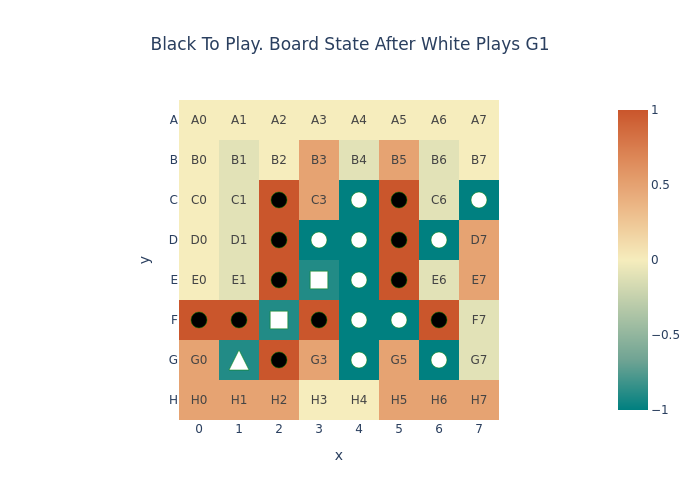 Black To Play. Board State After White Plays G1
A A0 A1 A2 A3 A4 A5 A6 A7
B B0 B1 B2 B3 B4 B5 B6 B7
C C0 C1 C3 C6
D D0 D1 D7
E E0 E1 E6 E7
F F7
G G0 G3 G5 G7
H H0 H1 H2 H3 H4 H5 H6 H7
0 1 2 3 4 5 6 7
x
y
1
0.5
0
−0.5
−1